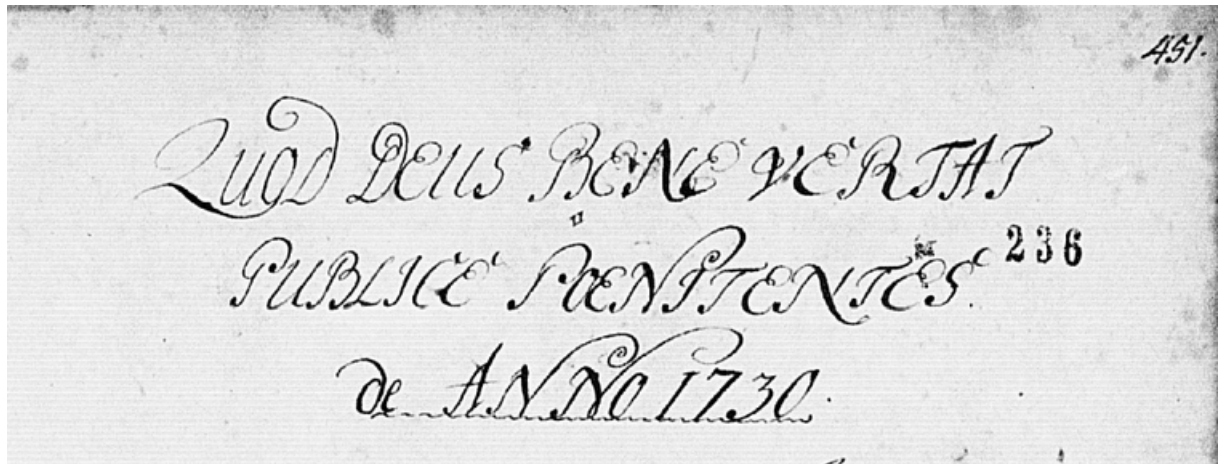 451.
QUOD DEUS BENE VERTAT
PUBLICE POENITENTES
236
de ANNO 1730.